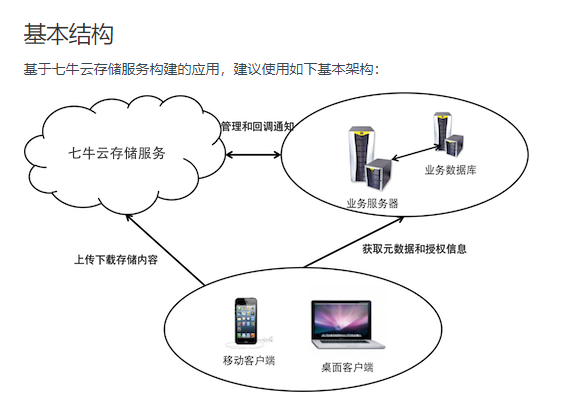 基本结构
基于七牛云存储服务构建的应用，建议使用如下基本架构：
管理和回调通知
七牛云存储服务
业务数据库
业务服务器
上传下载存储内容
获取元数据和授权信息
移动客户端
桌面客户端